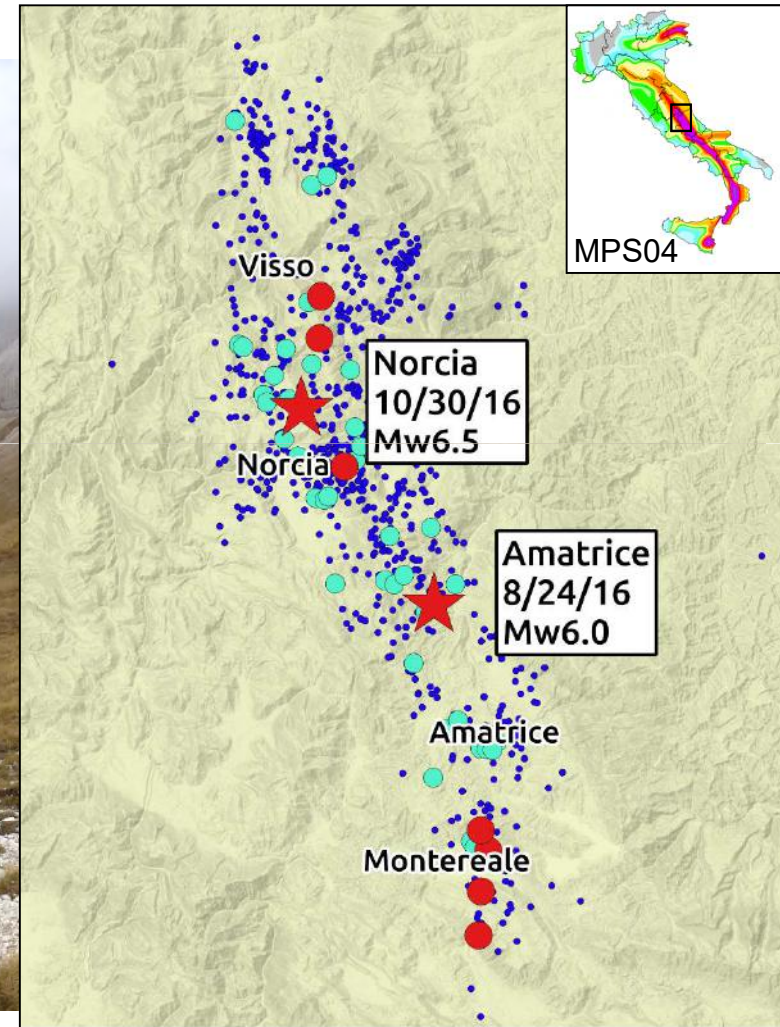 MPS04
Visso
Norcia
10/30/16
Mw6.5
Norcia
Amatrice
8/24/16
Mw6.0
Amatrice
Montereale